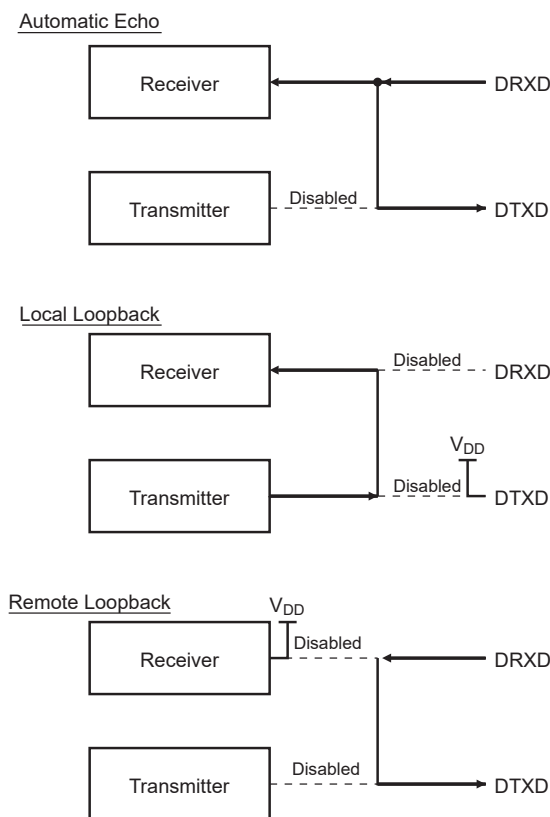 Automatic Echo
Receiver
DRXD
Disabled
Transmitter
DTXD
Local Loopback
Disabled
Receiver
DRXD
VDD
Disabled
Transmitter
DTXD
Remote Loopback
VDD
Disabled
Receiver
DRXD
Disabled
Transmitter
DTXD